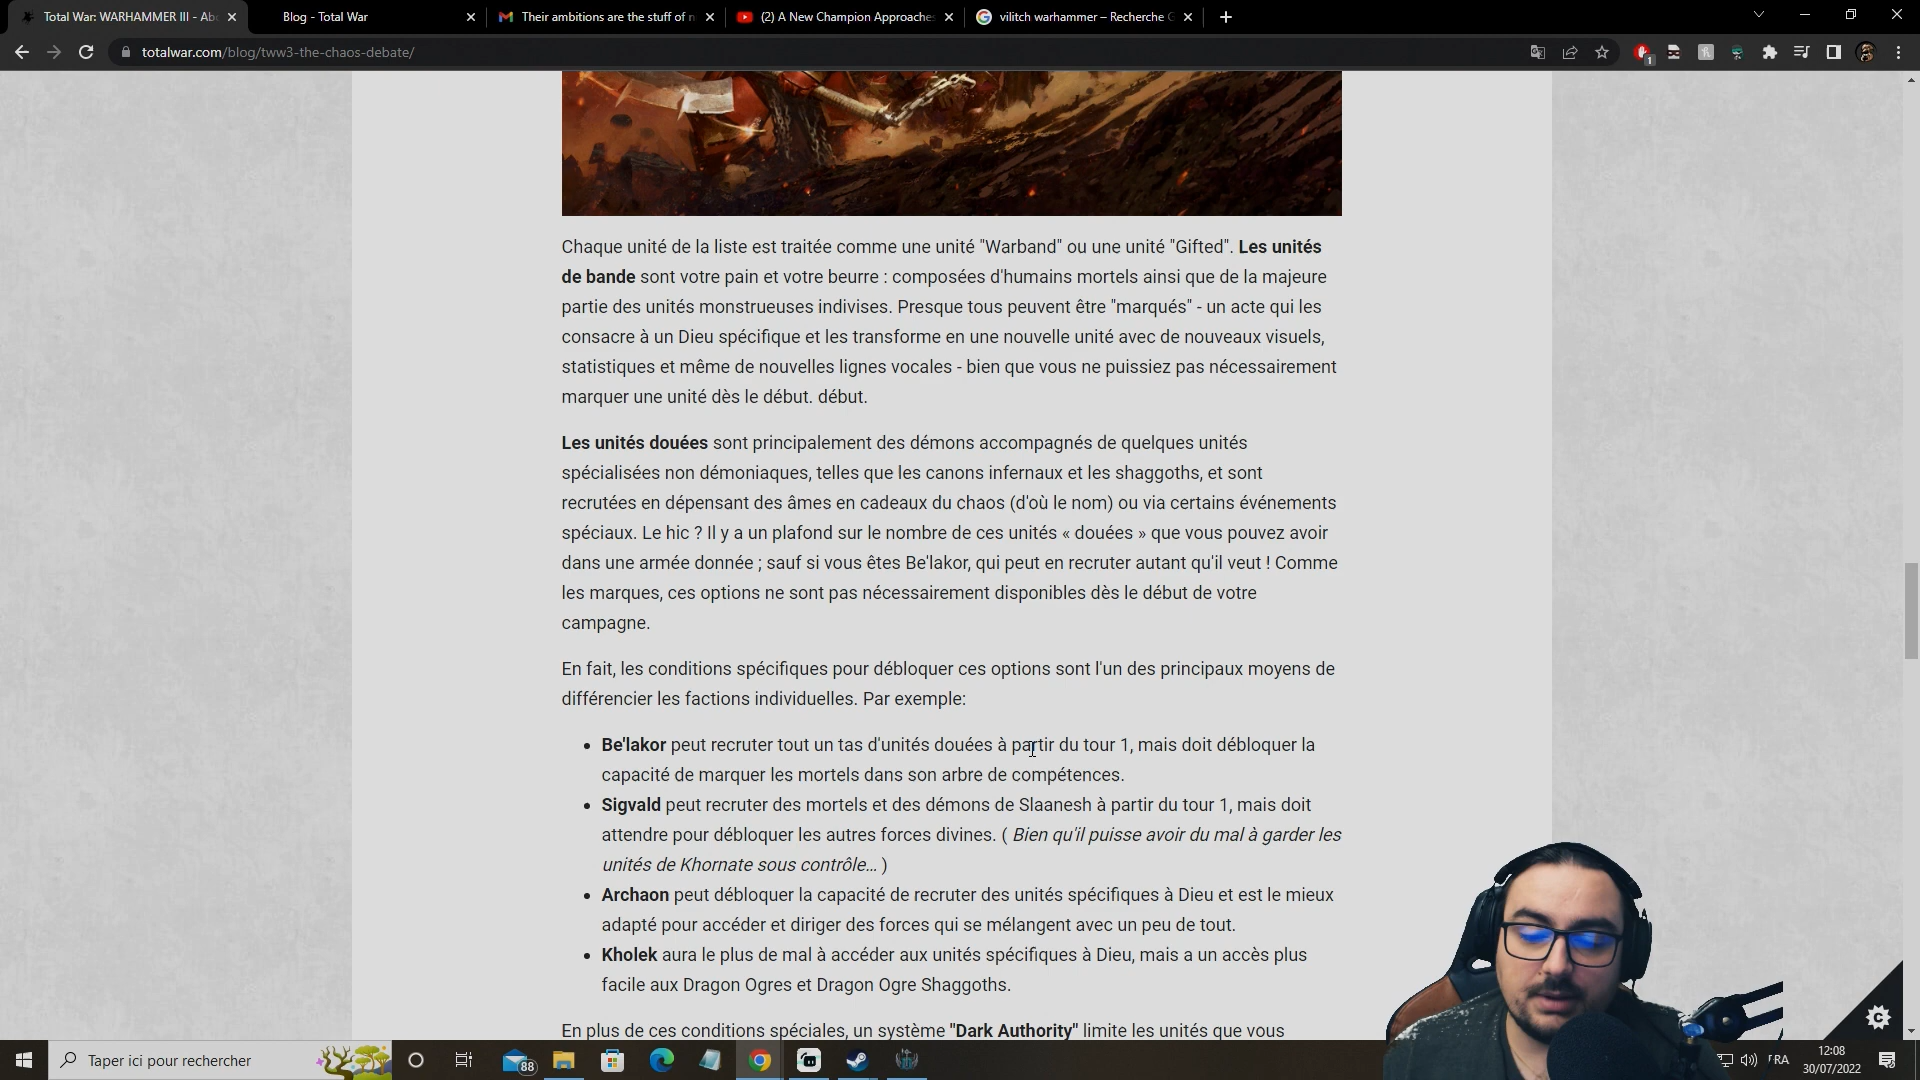 Total War: WARHAMMER III - Abo
Blog - Total War
Their ambitions are the stuff of n
(2) A New Champion Approaches
vilitch warhammer – Recherche G
totalwar.com/blog/tww3-the-chaos-debate/
1
Chaque unité de la liste est traitée comme une unité "Warband" ou une unité "Gifted". Les unités
de bande sont votre pain et votre beurre : composées d'humains mortels ainsi que de la majeure
partie des unités monstrueuses indivises. Presque tous peuvent être "marqués" - un acte qui les
consacre à un Dieu spécifique et les transforme en une nouvelle unité avec de nouveaux visuels,
statistiques et même de nouvelles lignes vocales - bien que vous ne puissiez pas nécessairement
marquer une unité dès le début. début.
Les unités douées sont principalement des démons accompagnés de quelques unités
spécialisées non démoniaques, telles que les canons infernaux et les shaggoths, et sont
recrutées en dépensant des âmes en cadeaux du chaos (d'où le nom) ou via certains événements
spéciaux. Le hic ? Il y a un plafond sur le nombre de ces unités « douées » que vous pouvez avoir
dans une armée donnée ; sauf si vous êtes Be'lakor, qui peut en recruter autant qu'il veut ! Comme
les marques, ces options ne sont pas nécessairement disponibles dès le début de votre
campagne.
En fait, les conditions spécifiques pour débloquer ces options sont l'un des principaux moyens de
différencier les factions individuelles. Par exemple:
• Be'lakor peut recruter tout un tas d'unités douées à partir du tour 1, mais doit débloquer la
capacité de marquer les mortels dans son arbre de compétences.
• Sigvald peut recruter des mortels et des démons de Slaanesh à partir du tour 1, mais doit
attendre pour débloquer les autres forces divines. ( Bien qu'il puisse avoir du mal à garder les
unités de Khornate sous contrôle… )
• Archaon peut débloquer la capacité de recruter des unités spécifiques à Dieu et est le mieux
adapté pour accéder et diriger des forces qui se mélangent avec un peu de tout.
• Kholek aura le plus de mal à accéder aux unités spécifiques à Dieu, mais a un accès plus
facile aux Dragon Ogres et Dragon Ogre Shaggoths.
En plus de ces conditions spéciales, un système "Dark Authority" limite les unités que vous
Taper ici pour rechercher
88
FRA
12:08
30/07/2022